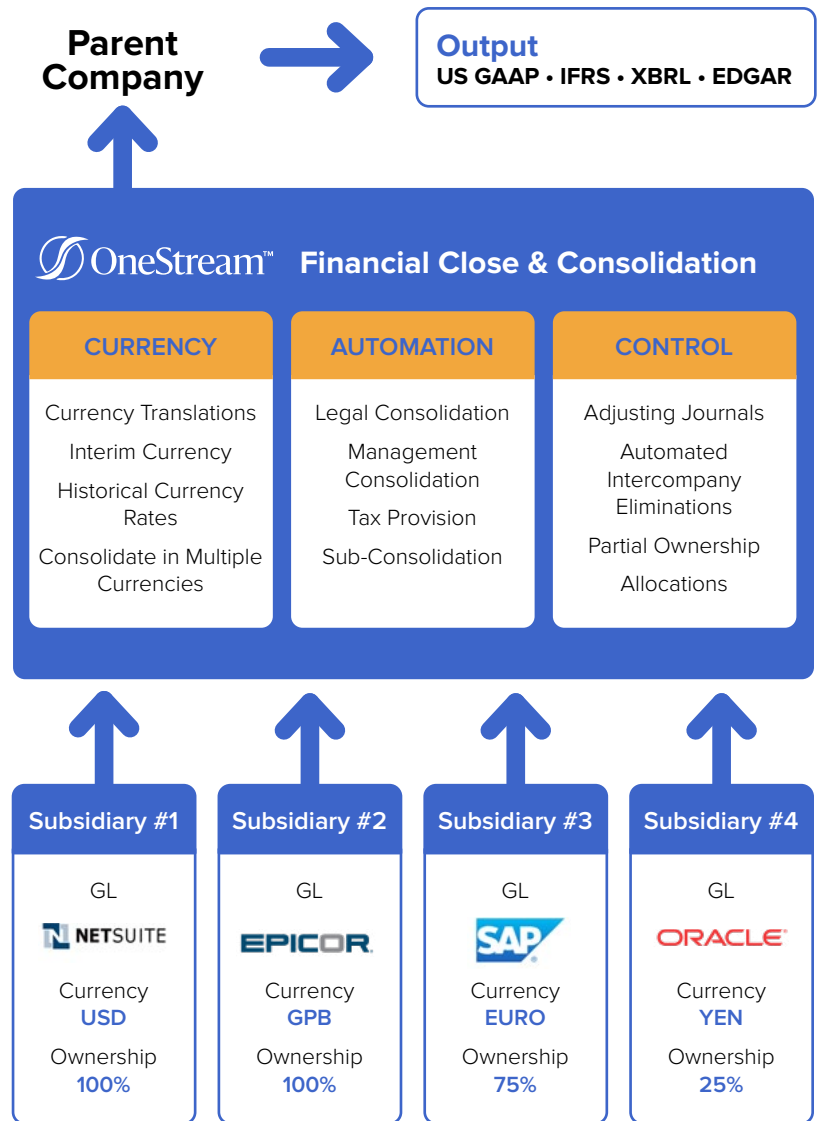 Parent
Company
Output
US GAAP • IFRS • XBRL • EDGAR
OneStream™ Financial Close & Consolidation
CURRENCY
Currency Translations
Interim Currency
Historical Currency
Rates
Consolidate in Multiple
Currencies
AUTOMATION
Legal Consolidation
Management
Consolidation
Tax Provision
Sub-Consolidation
CONTROL
Adjusting Journals
Automated
Intercompany
Eliminations
Partial Ownership
Allocations
Subsidiary #1
GL
N NETSUITE
Currency
USD
Ownership
100%
Subsidiary #2
GL
EPICOR
Currency
GPB
Ownership
100%
Subsidiary #3
GL
SAP
Currency
EURO
Ownership
75%
Subsidiary #4
GL
ORACLE
Currency
YEN
Ownership
25%